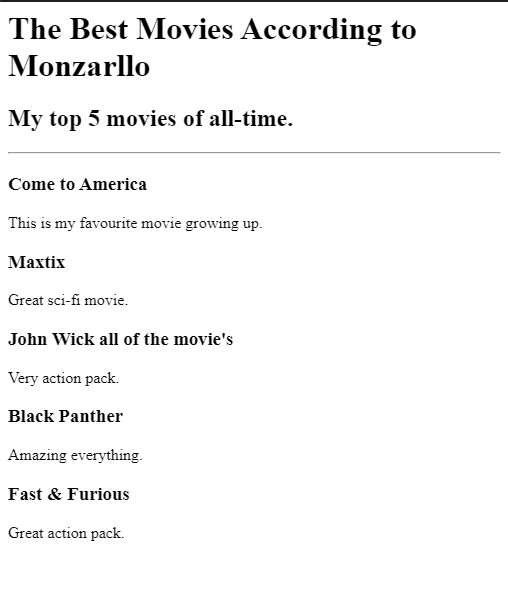 The Best Movies According to
Monzarllo
My top 5 movies of all-time.
Come to America
This is my favourite movie growing up.
Maxtix
Great sci-fi movie.
John Wick all of the movie's
Very action pack.
Black Panther
Amazing everything.
Fast & Furious
Great action pack.